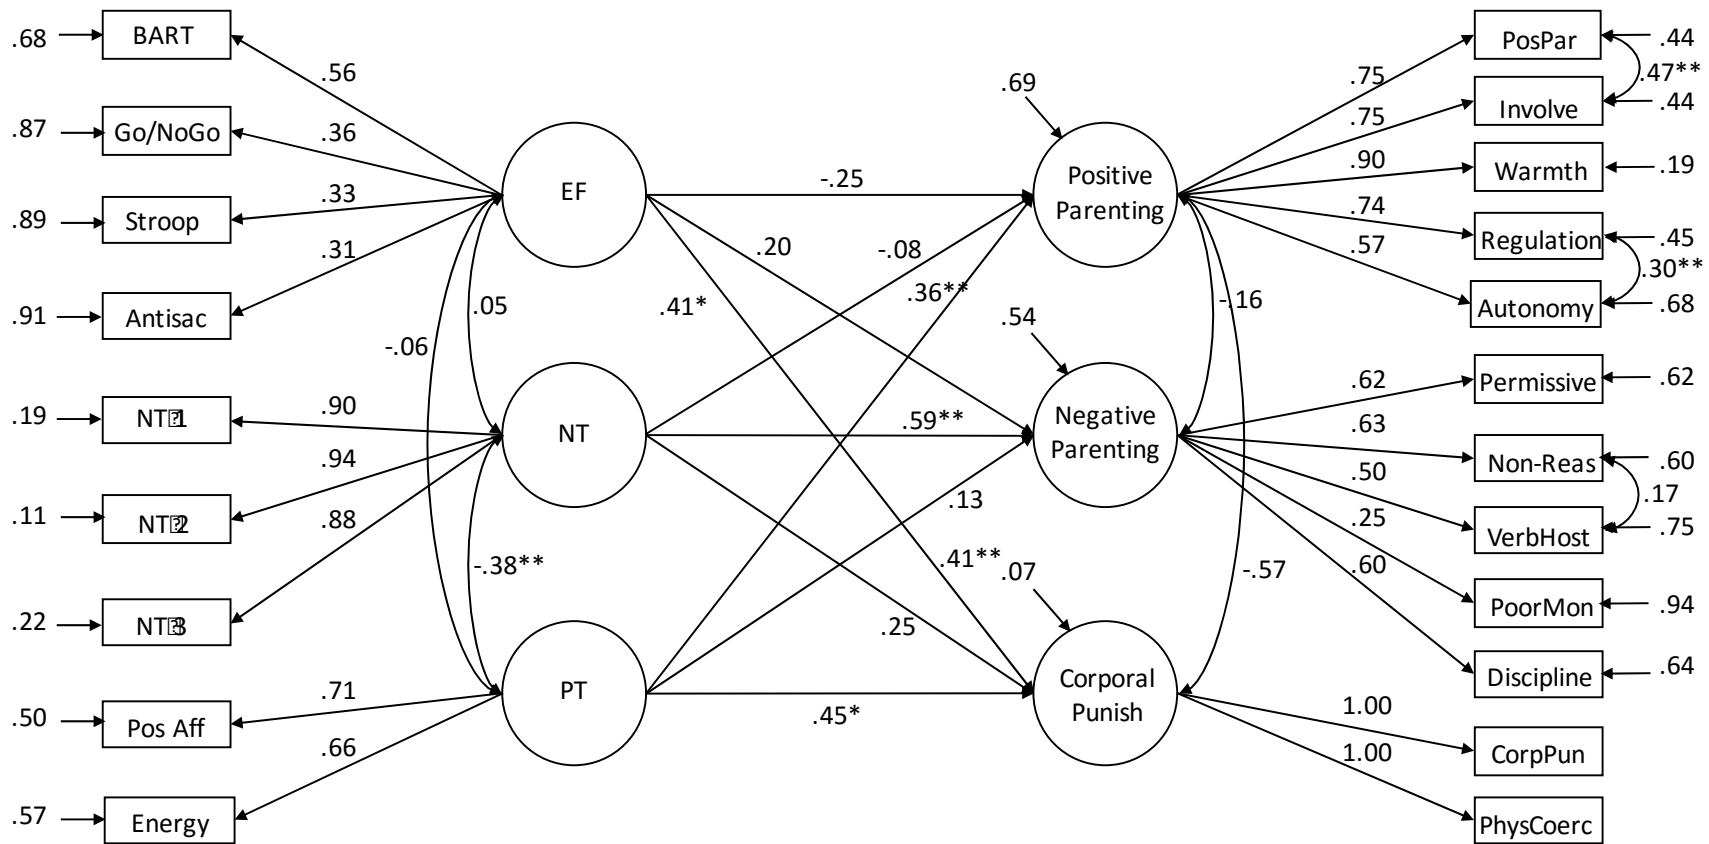 .68
BART
.87
Go/NoGo
.89
Stroop
.91
Antisac
.19
NT 1
.11
NT 2
.22
NT 3
.50
Pos Aff
.57
Energy
.56
.36
.33
.31
.90
.94
.88
.71
.66
EF
NT
PT
.05
-.06
-.38**
-.25
.20
-.08
.36**
.41*
.59**
.13
.41**
.25
.45*
.69
Positive
Parenting
.54
Negative
Parenting
.07
Corporal
Punish
-.16
-.57
.75
.75
.90
.74
.57
.62
.63
.50
.25
.60
1.00
1.00
PosPar
.44
.47**
Involve
.44
Warmth
.19
Regulation
.45
.30**
Autonomy
.68
Permissive
.62
Non-Reas
.60
.17
VerbHost
.75
PoorMon
.94
Discipline
.64
CorpPun
PhysCoerc